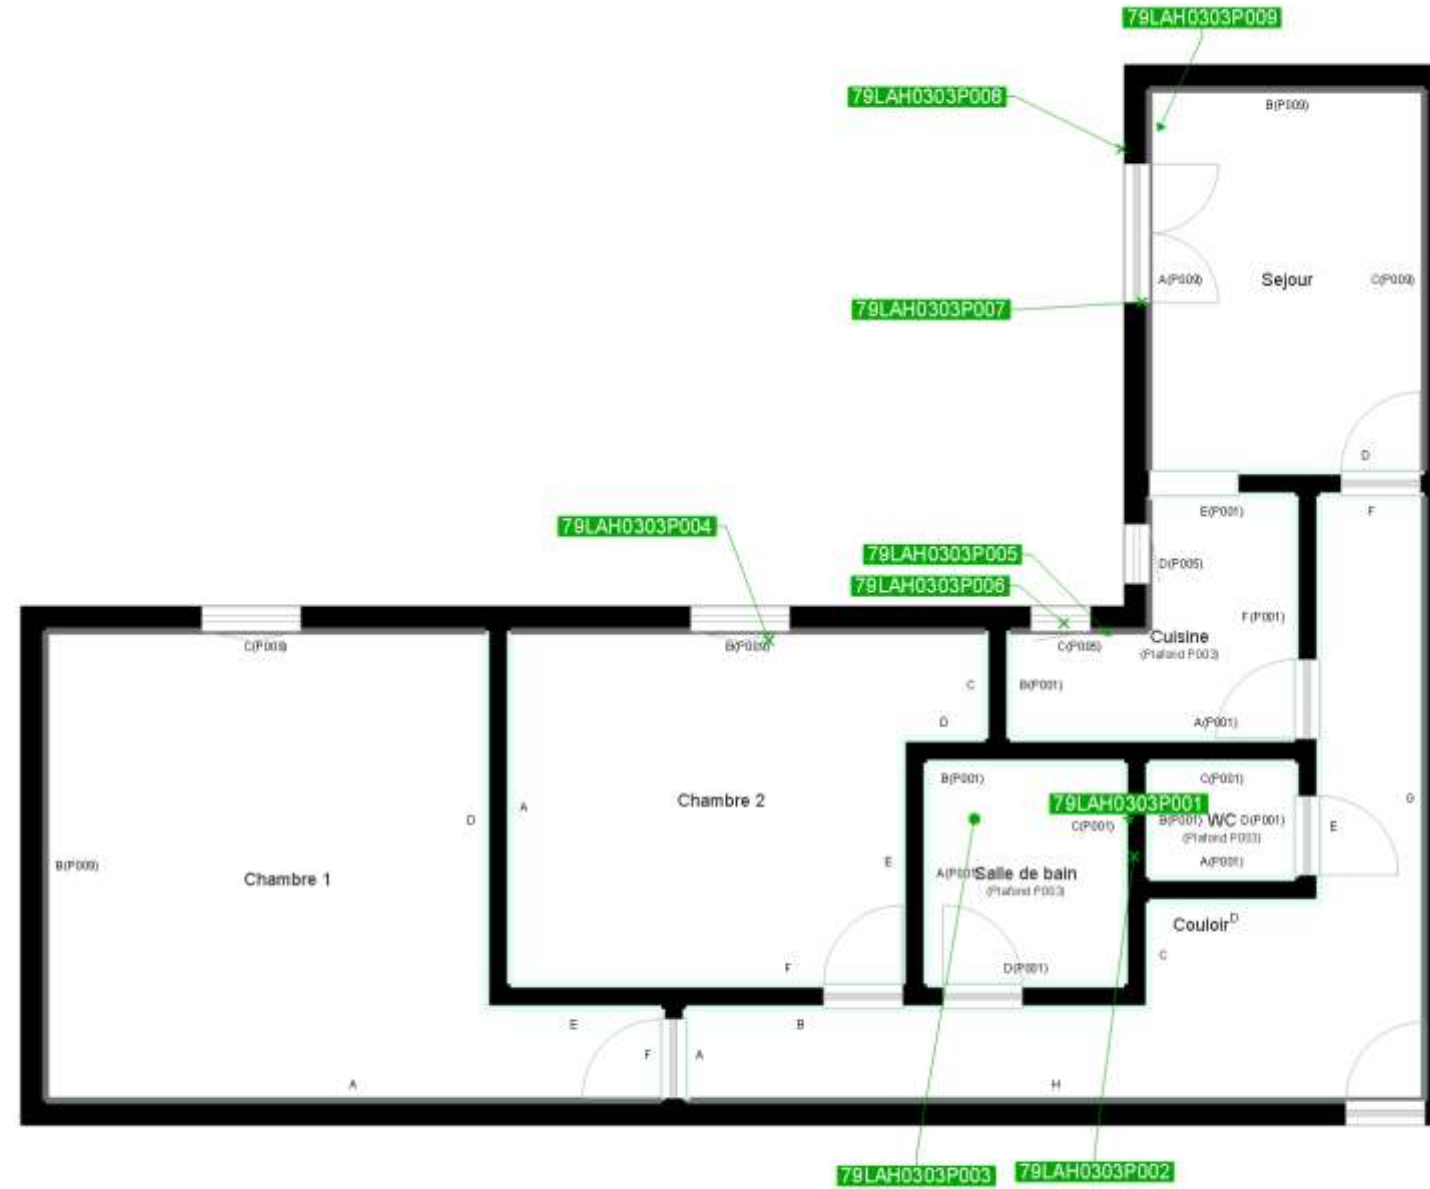 79LAH0303P009
79LAH0303P008
B(P009)
A(P009)
Sejour
C(P009)
79LAH0303P007
D
79LAH0303P004
E(P001)
F
79LAH0303P005
D(P005)
79LAH0303P006
F(P001)
Cuisine
(Plafond P003)
C(P005)
B(P001)
C
D
A(P001)
B(P001)
C(P001)
Chambre 2
A
79LAH0303P001
G
D
C(P001)
B(P001) WC D(P001)
E
(Plafond P003)
B(P009)
E
A(P001)
Chambre 1
Salle de bain
(Plafond P003)
Couloir D
C
F
D(P001)
E
B
F
A
A
H
79LAH0303P003
79LAH0303P002